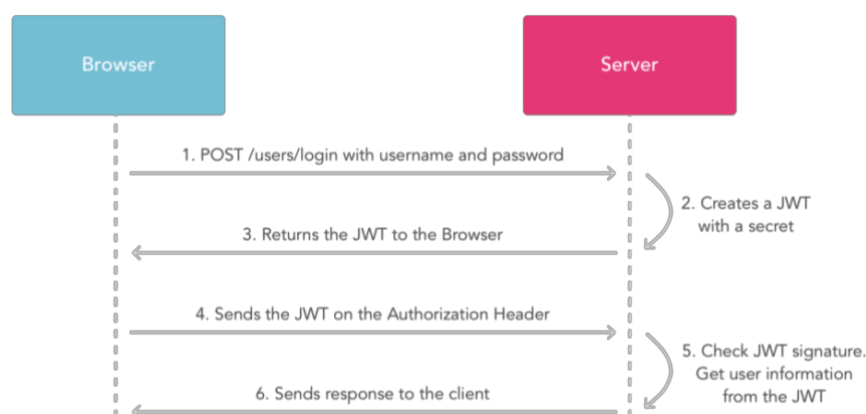 Browser
Server
1. POST /users/login with username and password
2. Creates a JWT
with a secret
3. Returns the JWT to the Browser
4. Sends the JWT on the Authorization Header
5. Check JWT signature.
Get user information
from the JWT
6. Sends response to the client